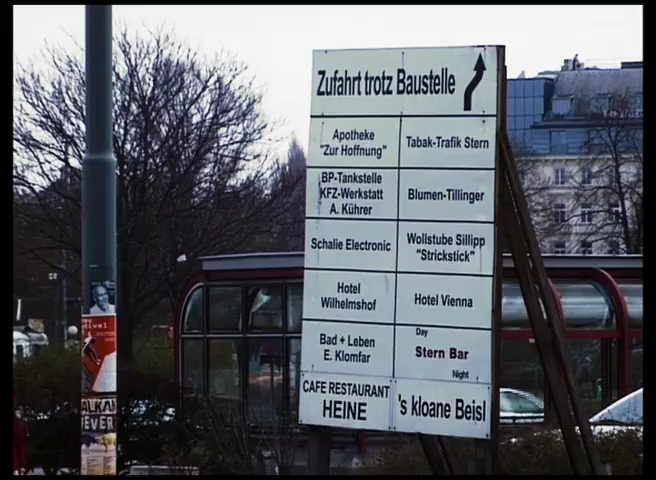 Zufahrt trotz Baustelle
Apotheke
"Zur Hoffnung"
Tabak-Trafik Stern
BP-Tankstelle
KFZ-Werkstatt
A. Kührer
Blumen-Tillinger
Schalie Electronic
Wollstube Sillipp
"Strickstick"
Hotel
Wilhelmshof
Hotel Vienna
Bad + Leben
E. Klomfar
Day
Stern Bar
Night
CAFE RESTAURANT
HEINE
's kloane Beisl